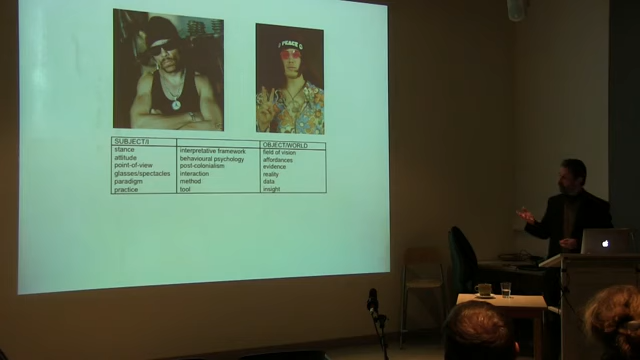 PEACE
SUBJECT/I OBJECT/WORLD
stance interpretative framework field of vision
attitude behavioural psychology affordances
point-of-view post-colonialism evidence
glasses/spectacles interaction reality
paradigm method data
practice tool insight